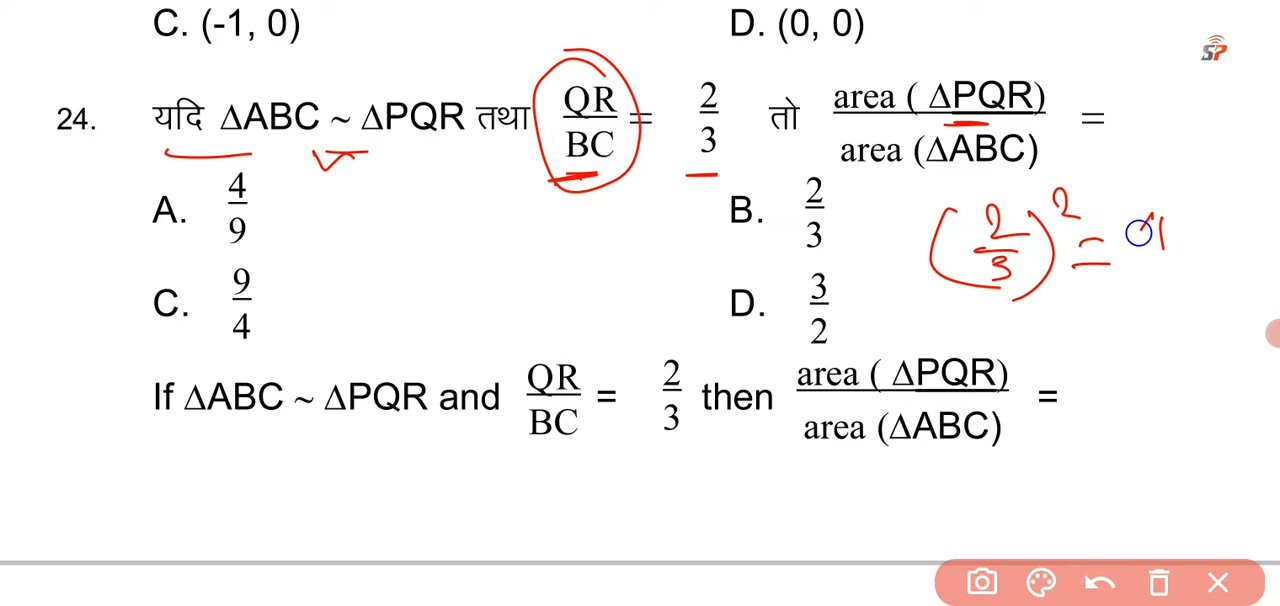 C. (-1, 0) D. (0, 0)
SP
24. यदि ΔABC ~ ΔPQR तथा QR/BC = 2/3 तो area ( ΔPQR)/area (ΔABC) =
A. 4/9 B. 2/3
(2/3)² =
C. 9/4 D. 3/2
If ΔABC ~ ΔPQR and QR/BC = 2/3 then area ( ΔPQR)/area (ΔABC) =